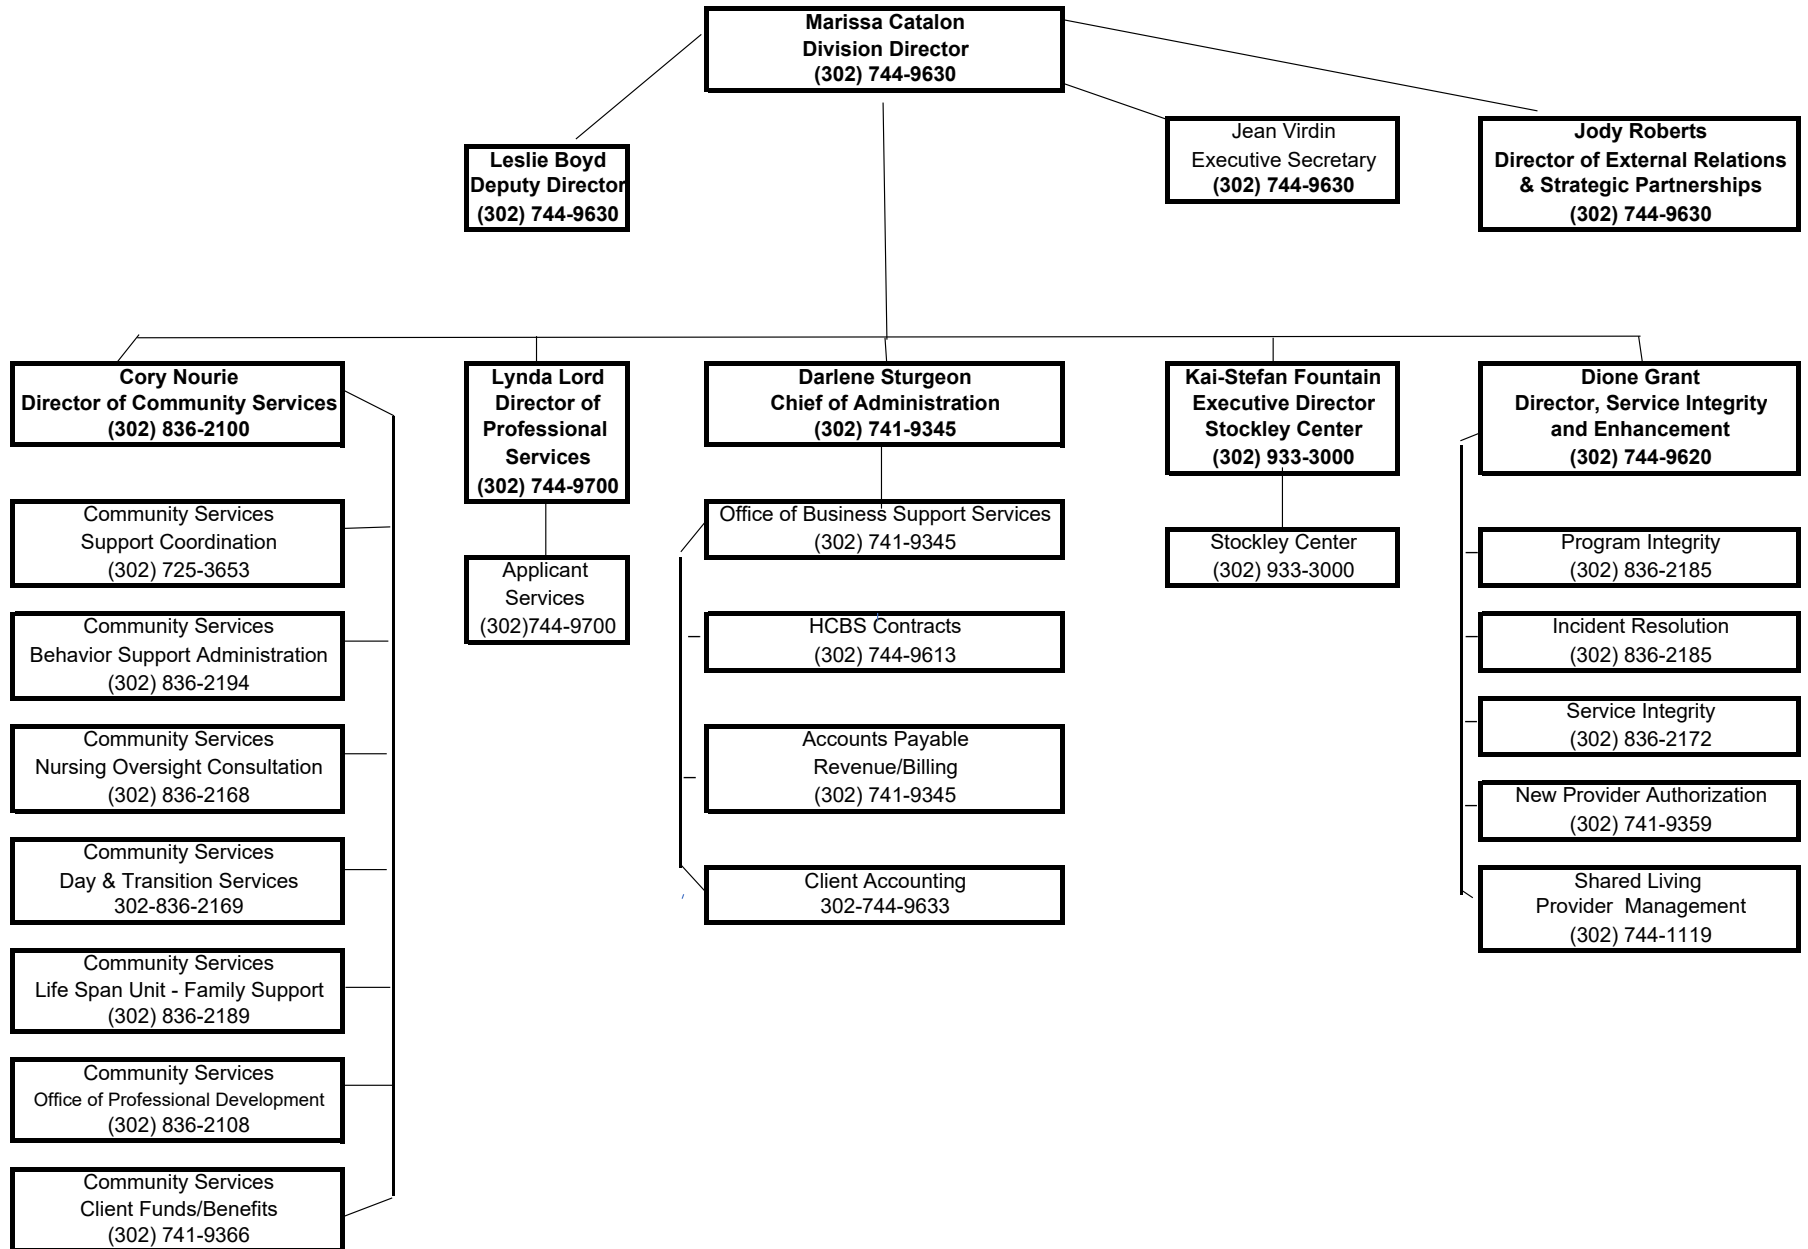 Marissa Catalon
Division Director
(302) 744-9630
Leslie Boyd
Deputy Director
(302) 744-9630
Jean Virdin
Executive Secretary
(302) 744-9630
Jody Roberts
Director of External Relations
& Strategic Partnerships
(302) 744-9630
Cory Nourie
Director of Community Services
(302) 836-2100
Community Services
Support Coordination
(302) 725-3653
Community Services
Behavior Support Administration
(302) 836-2194
Community Services
Nursing Oversight Consultation
(302) 836-2168
Community Services
Day & Transition Services
302-836-2169
Community Services
Life Span Unit - Family Support
(302) 836-2189
Community Services
Office of Professional Development
(302) 836-2108
Community Services
Client Funds/Benefits
(302) 741-9366
Lynda Lord
Director of
Professional
Services
(302) 744-9700
Applicant
Services
(302)744-9700
Darlene Sturgeon
Chief of Administration
(302) 741-9345
Office of Business Support Services
(302) 741-9345
HCBS Contracts
(302) 744-9613
Accounts Payable
Revenue/Billing
(302) 741-9345
Client Accounting
302-744-9633
Kai-Stefan Fountain
Executive Director
Stockley Center
(302) 933-3000
Stockley Center
(302) 933-3000
Dione Grant
Director, Service Integrity
and Enhancement
(302) 744-9620
Program Integrity
(302) 836-2185
Incident Resolution
(302) 836-2185
Service Integrity
(302) 836-2172
New Provider Authorization
(302) 741-9359
Shared Living
Provider Management
(302) 744-1119